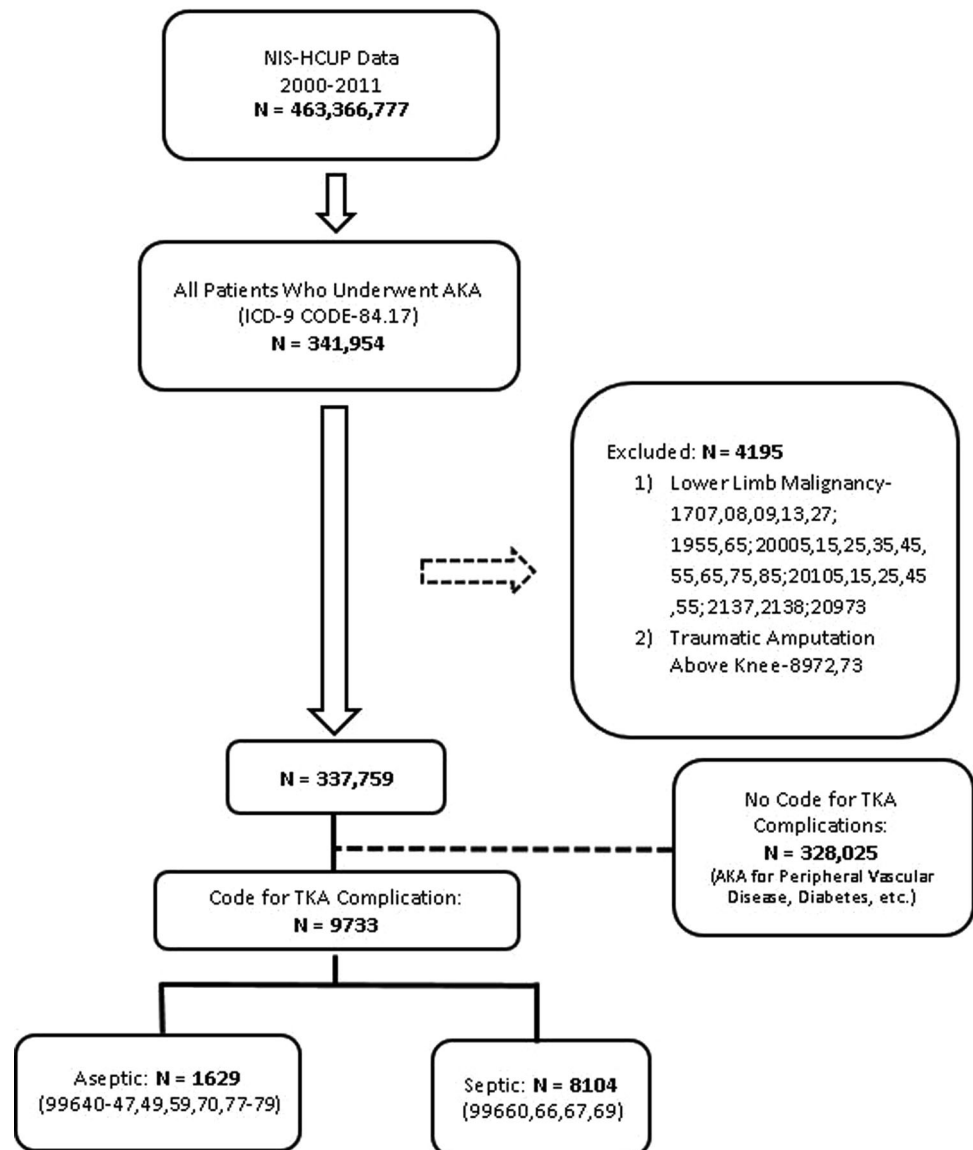 NIS-HCUP Data
2000-2011
N = 463,366,777
All Patients Who Underwent AKA
(ICD-9 CODE-84.17)
N = 341,954
Excluded: N = 4195
1) Lower Limb Malignancy-
1707,08,09,13,27;
1955,65;20005,15,25,35,45,
55,65,75,85;20105,15,25,45
,55;2137,2138;20973
2) Traumatic Amputation
Above Knee-8972,73
N = 337,759
No Code for TKA
Complications:
N = 328,025
(AKA for Peripheral Vascular
Disease, Diabetes, etc.)
Code for TKA Complication:
N = 9733
Aseptic: N = 1629
(99640-47,49,59,70,77-79)
Septic: N = 8104
(99660,66,67,69)